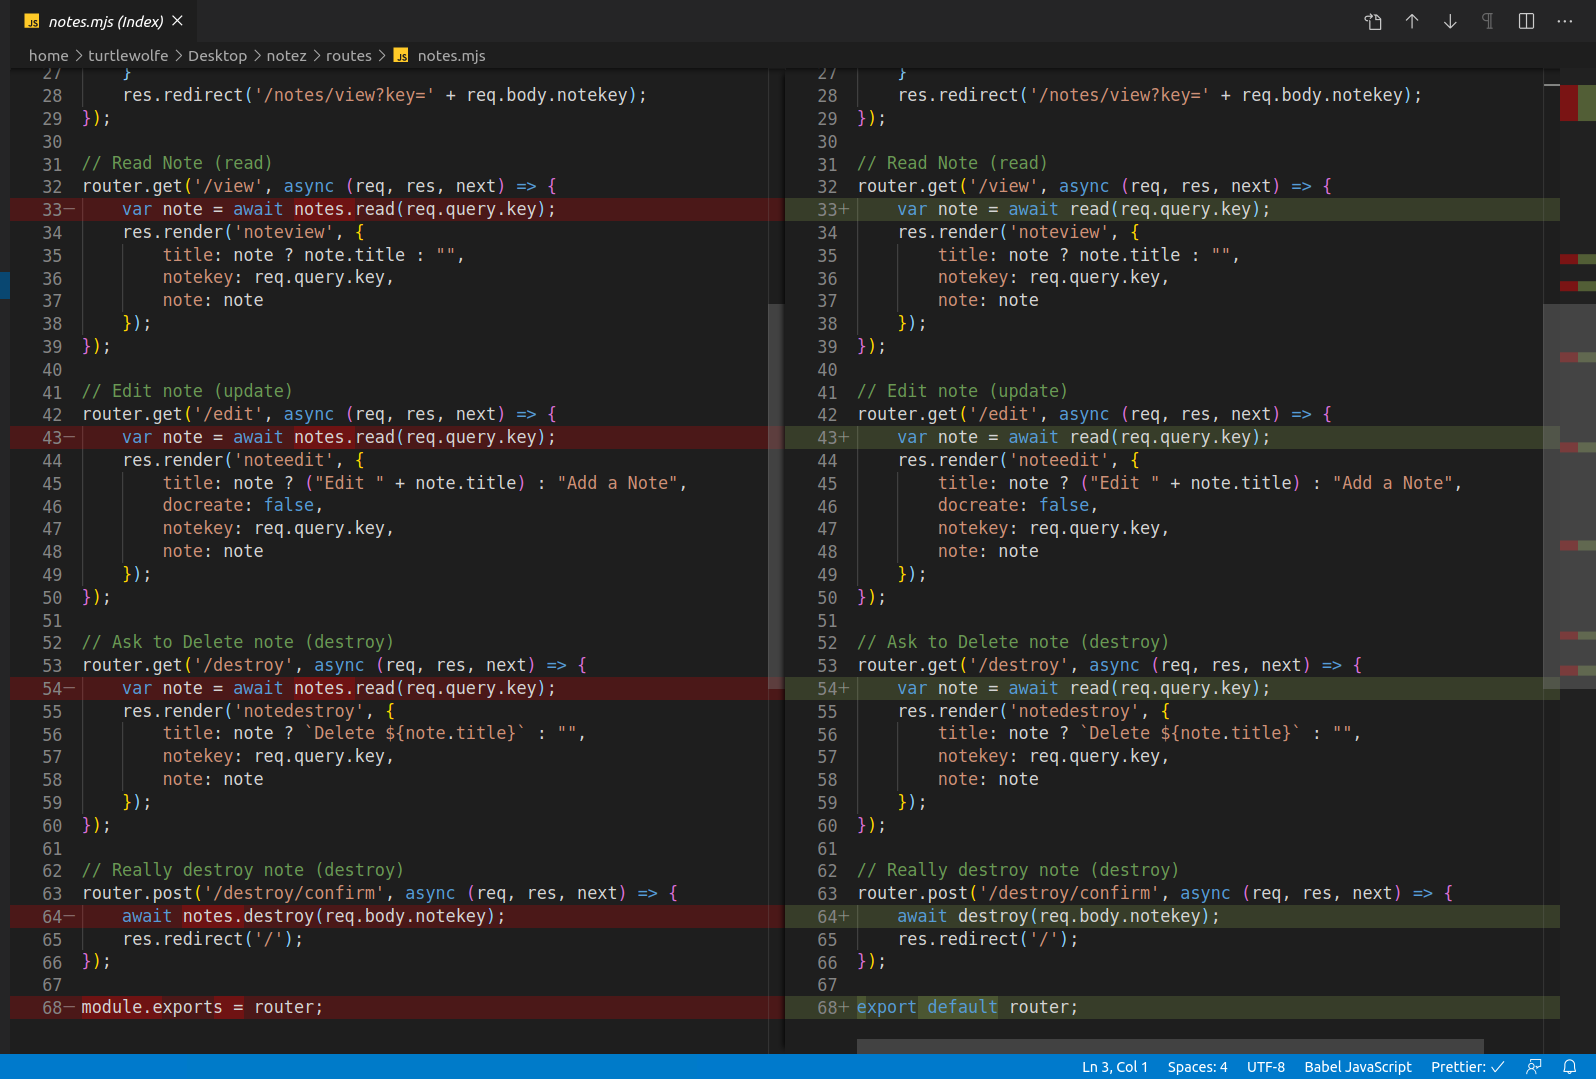 JS notes.mjs (Index)
home > turtlewolfe > Desktop > notez > routes > JS notes.mjs
27 }
28 res.redirect('/notes/view?key=' + req.body.notekey);
29 });
30
31 // Read Note (read)
32 router.get('/view', async (req, res, next) => {
33– var note = await notes.read(req.query.key);
34 res.render('noteview', {
35 title: note ? note.title : "",
36 notekey: req.query.key,
37 note: note
38 });
39 });
40
41 // Edit note (update)
42 router.get('/edit', async (req, res, next) => {
43– var note = await notes.read(req.query.key);
44 res.render('noteedit', {
45 title: note ? ("Edit " + note.title) : "Add a Note",
46 docreate: false,
47 notekey: req.query.key,
48 note: note
49 });
50 });
51
52 // Ask to Delete note (destroy)
53 router.get('/destroy', async (req, res, next) => {
54– var note = await notes.read(req.query.key);
55 res.render('notedestroy', {
56 title: note ? `Delete ${note.title}` : "",
57 notekey: req.query.key,
58 note: note
59 });
60 });
61
62 // Really destroy note (destroy)
63 router.post('/destroy/confirm', async (req, res, next) => {
64– await notes.destroy(req.body.notekey);
65 res.redirect('/');
66 });
67
68– module.exports = router;
27 }
28 res.redirect('/notes/view?key=' + req.body.notekey);
29 });
30
31 // Read Note (read)
32 router.get('/view', async (req, res, next) => {
33+ var note = await read(req.query.key);
34 res.render('noteview', {
35 title: note ? note.title : "",
36 notekey: req.query.key,
37 note: note
38 });
39 });
40
41 // Edit note (update)
42 router.get('/edit', async (req, res, next) => {
43+ var note = await read(req.query.key);
44 res.render('noteedit', {
45 title: note ? ("Edit " + note.title) : "Add a Note",
46 docreate: false,
47 notekey: req.query.key,
48 note: note
49 });
50 });
51
52 // Ask to Delete note (destroy)
53 router.get('/destroy', async (req, res, next) => {
54+ var note = await read(req.query.key);
55 res.render('notedestroy', {
56 title: note ? `Delete ${note.title}` : "",
57 notekey: req.query.key,
58 note: note
59 });
60 });
61
62 // Really destroy note (destroy)
63 router.post('/destroy/confirm', async (req, res, next) => {
64+ await destroy(req.body.notekey);
65 res.redirect('/');
66 });
67
68+ export default router;
Ln 3, Col 1 Spaces: 4 UTF-8 Babel JavaScript Prettier: ✓